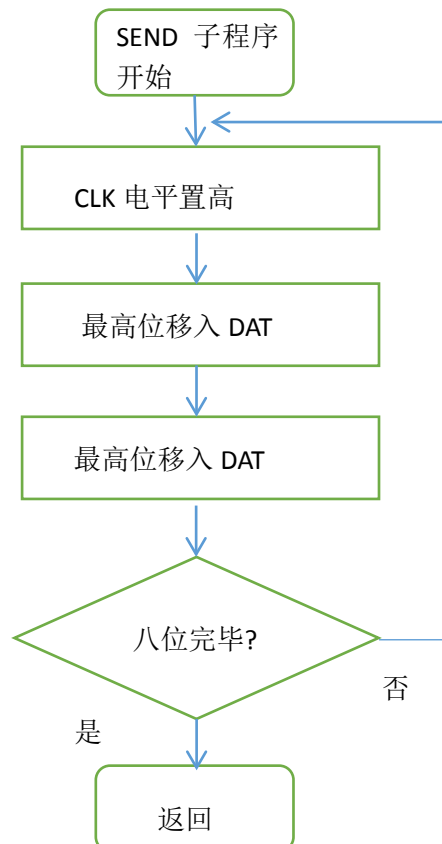 SEND 子程序
开始
CLK 电平置高
最高位移入 DAT
最高位移入 DAT
八位完毕?
否
是
返回